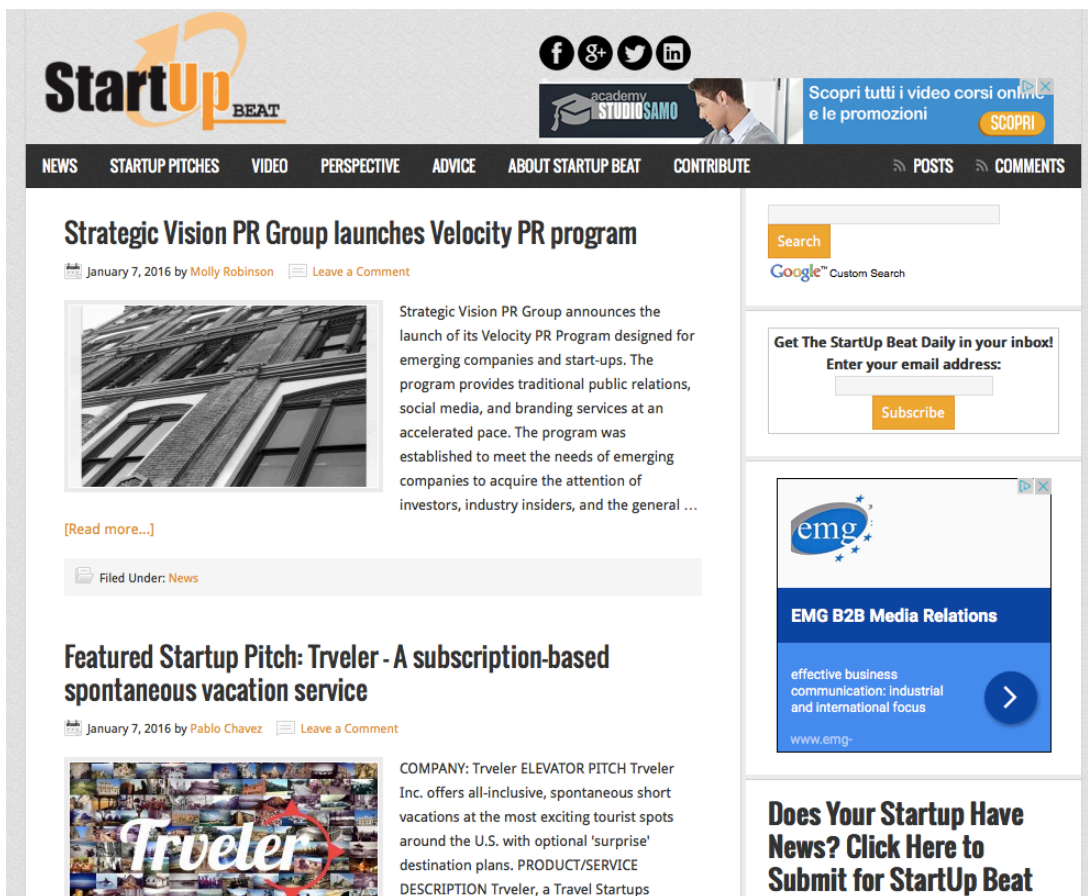 StartUp
BEAT
f g+ in
academy
STUDIOSAMO
Scopri tutti i video corsi online
e le promozioni
SCOPRI
NEWS STARTUP PITCHES VIDEO PERSPECTIVE ADVICE ABOUT STARTUP BEAT CONTRIBUTE POSTS COMMENTS
Strategic Vision PR Group launches Velocity PR program
January 7, 2016 by Molly Robinson Leave a Comment
Strategic Vision PR Group announces the
launch of its Velocity PR Program designed for
emerging companies and start-ups. The
program provides traditional public relations,
social media, and branding services at an
accelerated pace. The program was
established to meet the needs of emerging
companies to acquire the attention of
investors, industry insiders, and the general …
[Read more...]
Filed Under: News
Featured Startup Pitch: Trveler - A subscription-based
spontaneous vacation service
January 7, 2016 by Pablo Chavez Leave a Comment
Trveler
COMPANY: Trveler ELEVATOR PITCH Trveler
Inc. offers all-inclusive, spontaneous short
vacations at the most exciting tourist spots
around the U.S. with optional 'surprise'
destination plans. PRODUCT/SERVICE
DESCRIPTION Trveler, a Travel Startups
Search
Google™ Custom Search
Get The StartUp Beat Daily in your inbox!
Enter your email address:
Subscribe
emg
EMG B2B Media Relations
effective business
communication: industrial
and international focus
www.emg-
Does Your Startup Have
News? Click Here to
Submit for StartUp Beat